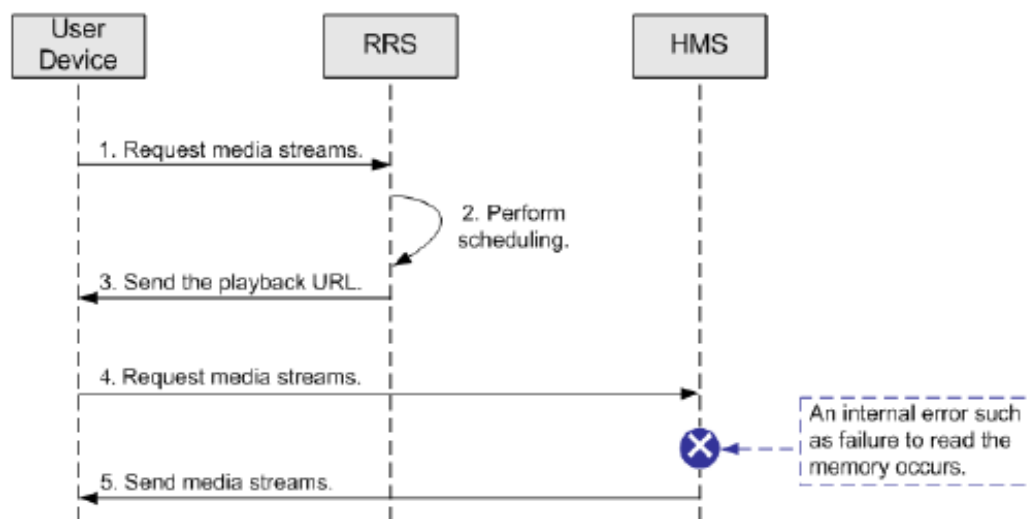 User
Device
RRS
HMS
1. Request media streams.
2. Perform
scheduling.
3. Send the playback URL.
4. Request media streams.
An internal error such
as failure to read the
memory occurs.
5. Send media streams.